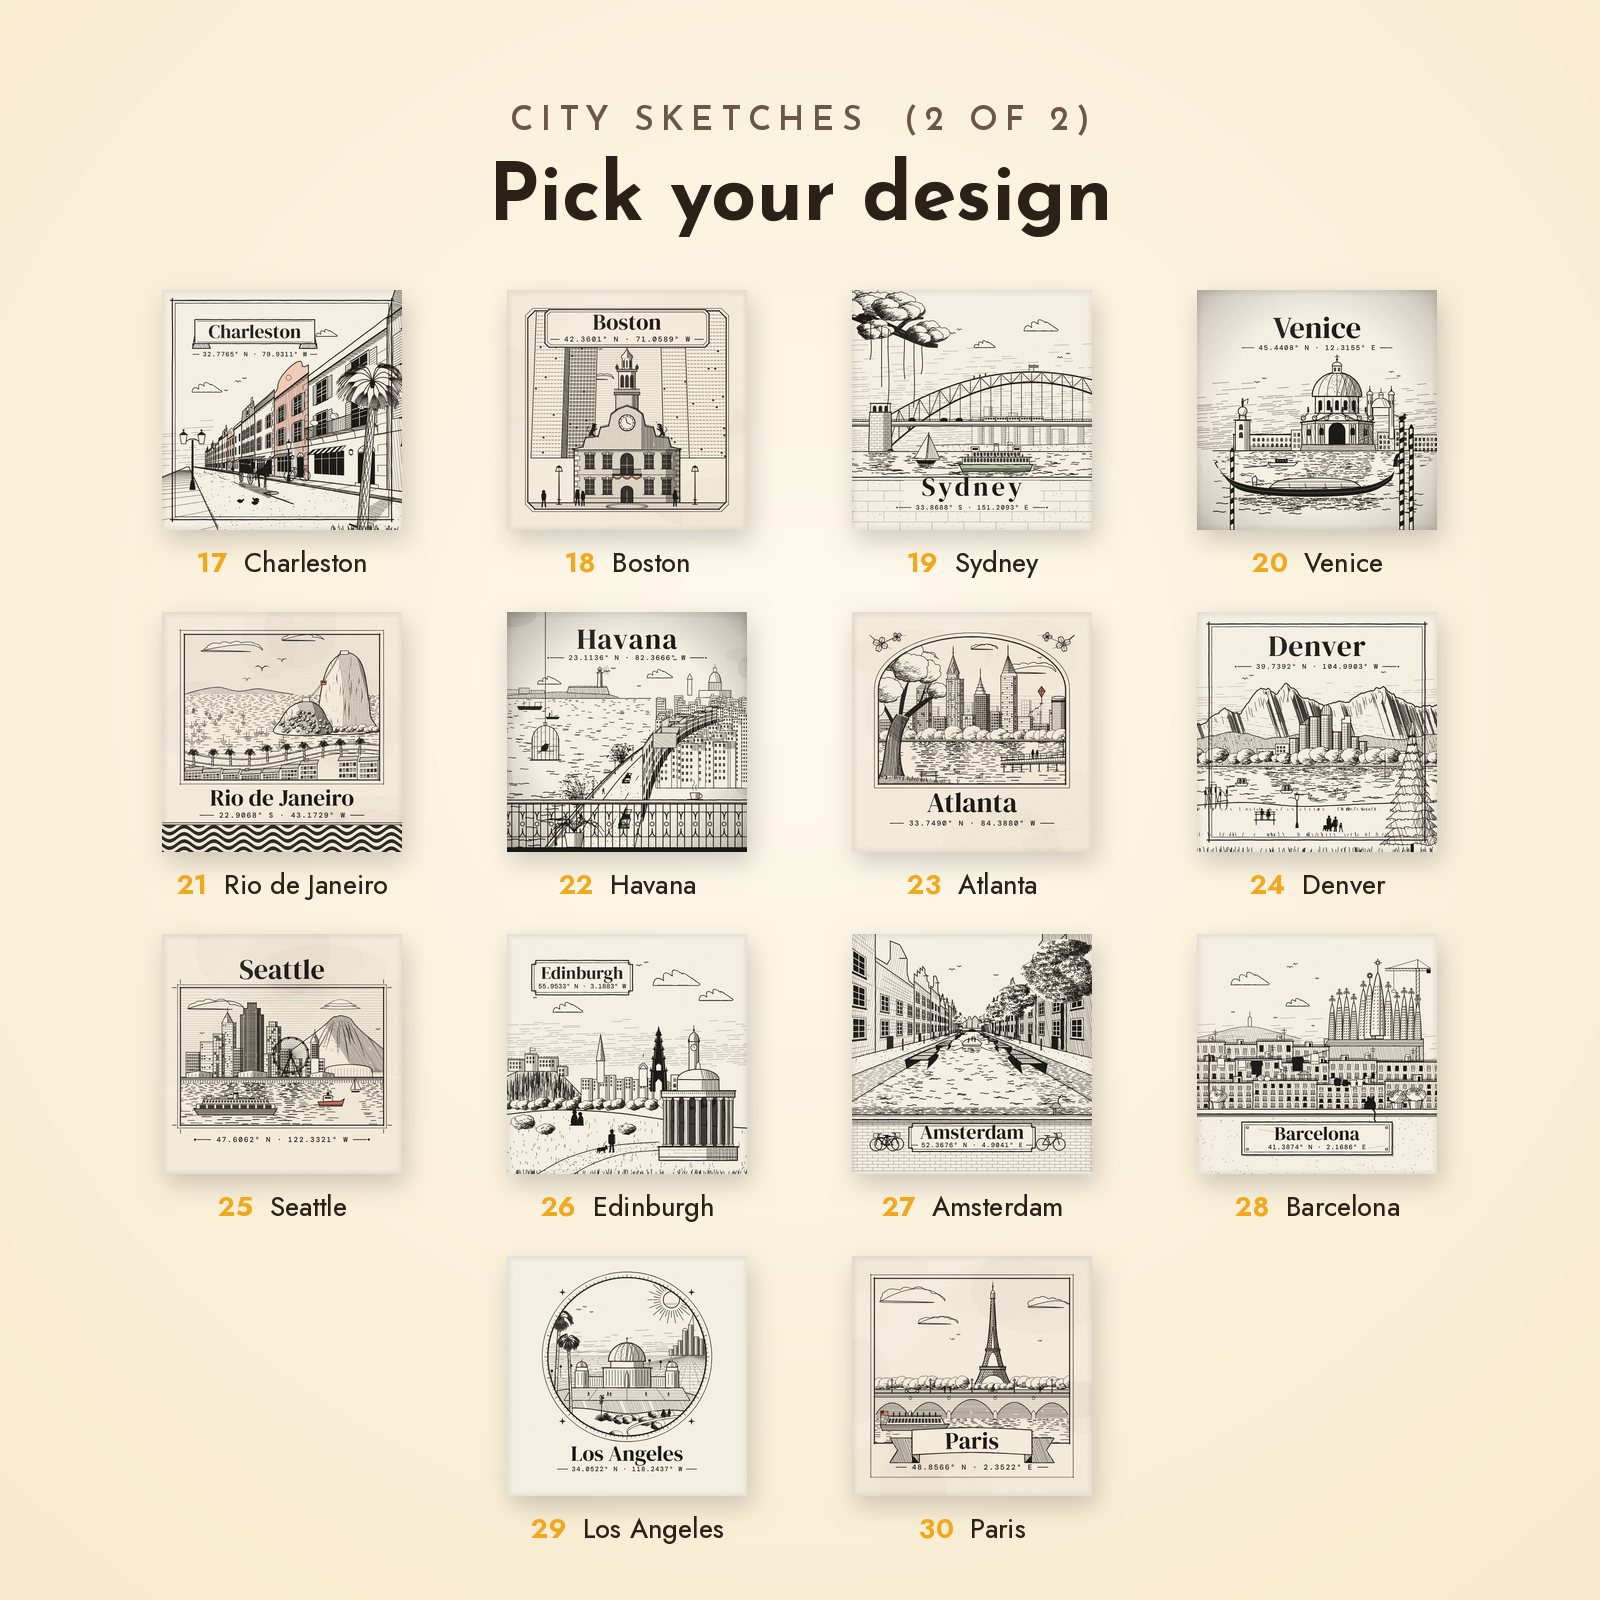 CITY SKETCHES (2 OF 2)
Pick your design
Charleston
32.7765° N · 79.9311° W
17 Charleston
Boston
42.3601° N · 71.0589° W
18 Boston
Sydney
33.8688° S · 151.2093° E
19 Sydney
Venice
45.4408° N · 12.3155° E
20 Venice
Rio de Janeiro
22.9068° S · 43.1729° W
21 Rio de Janeiro
Havana
23.1136° N · 82.3666° W
22 Havana
Atlanta
33.7490° N · 84.3880° W
23 Atlanta
Denver
39.7392° N · 104.9903° W
24 Denver
Seattle
47.6062° N · 122.3321° W
25 Seattle
Edinburgh
55.9533° N · 3.1883° W
26 Edinburgh
Amsterdam
52.3676° N · 4.9041° E
27 Amsterdam
Barcelona
41.3874° N · 2.1686° E
28 Barcelona
Los Angeles
34.0522° N · 118.2437° W
29 Los Angeles
Paris
48.8566° N · 2.3522° E
30 Paris